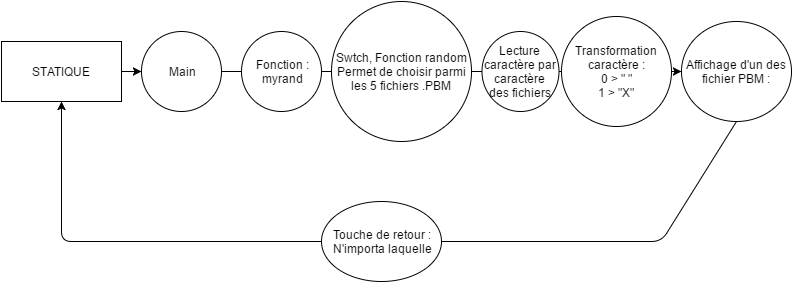 STATIQUE
Main
Fonction :
myrand
Swtch, Fonction random
Permet de choisir parmi
les 5 fichiers .PBM
Lecture
caractère par
caractère
des fichiers
Transformation
caractère :
0 > " "
1 > "X"
Affichage d'un des
fichier PBM :
Touche de retour :
N'importa laquelle